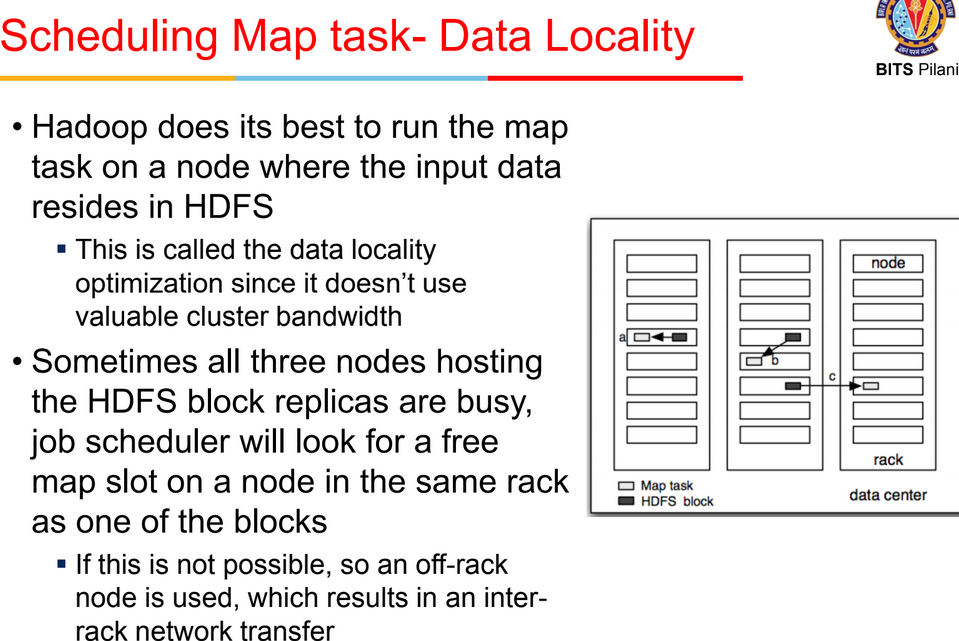 Scheduling Map task- Data Locality
BITS Pilani
• Hadoop does its best to run the map
task on a node where the input data
resides in HDFS
▪ This is called the data locality
optimization since it doesn’t use
valuable cluster bandwidth
• Sometimes all three nodes hosting
the HDFS block replicas are busy,
job scheduler will look for a free
map slot on a node in the same rack
as one of the blocks
▪ If this is not possible, so an off-rack
node is used, which results in an inter-
rack network transfer
node
a
b
c
rack
Map task
HDFS block
data center